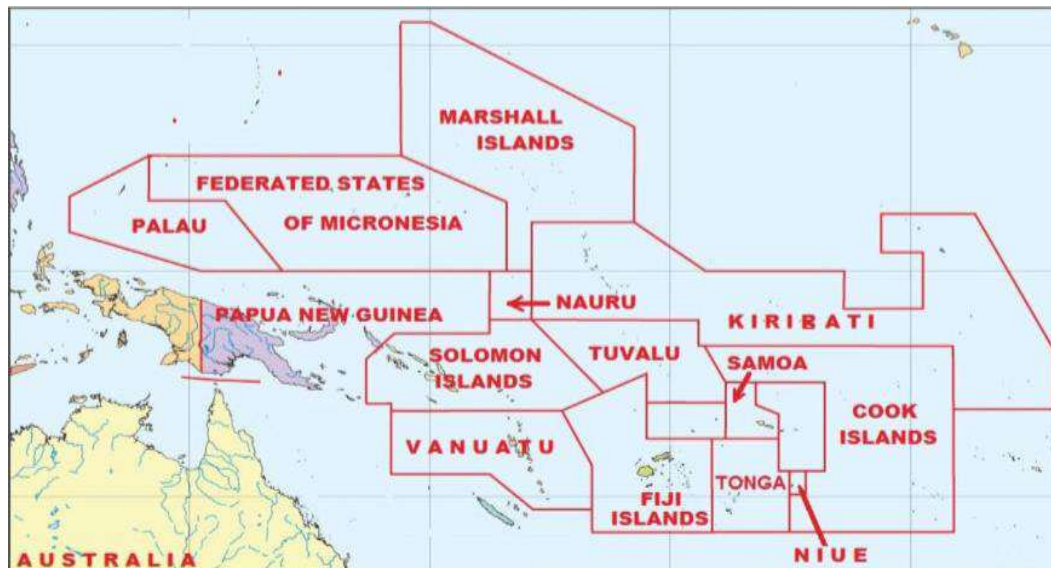 MARSHALL
ISLANDS
FEDERATED STATES
OF MICRONESIA
PALAU
NAURU
PAPUA NEW GUINEA
KIRIBATI
SOLOMON
ISLANDS
TUVALU
SAMOA
COOK
ISLANDS
VANUATU
TONGA
FIJI
ISLANDS
NIUE
AUSTRALIA